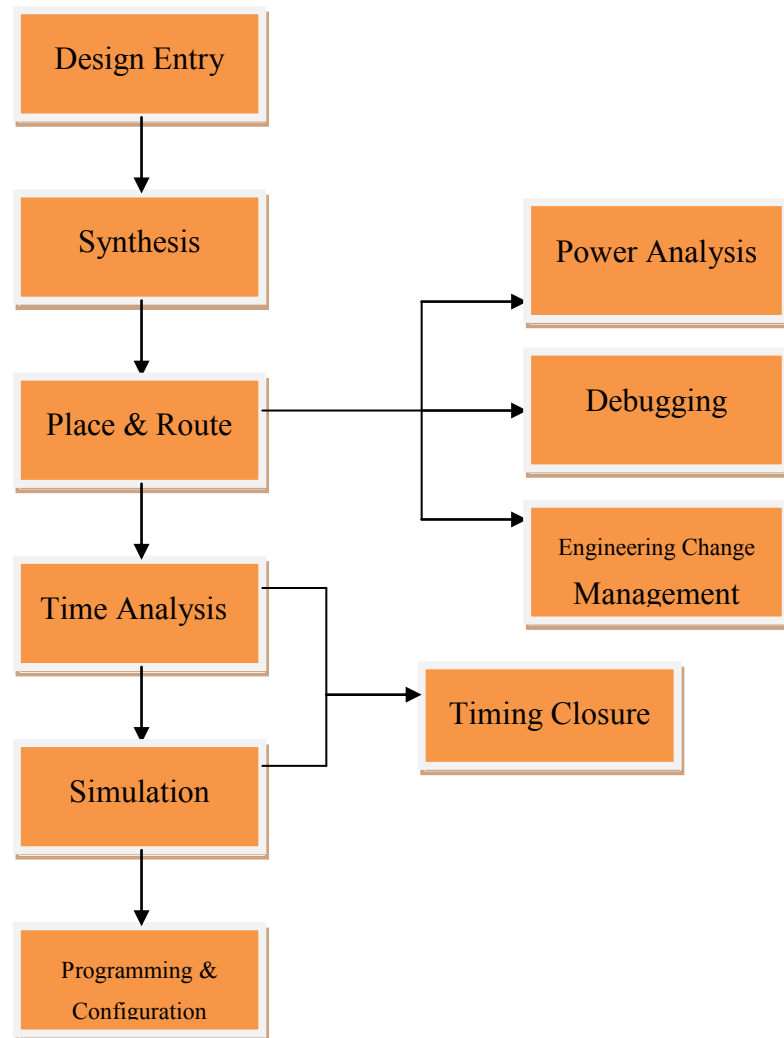 Design Entry
Synthesis
Power Analysis
Place & Route
Debugging
Engineering Change
Management
Time Analysis
Timing Closure
Simulation
Programming &
Configuration